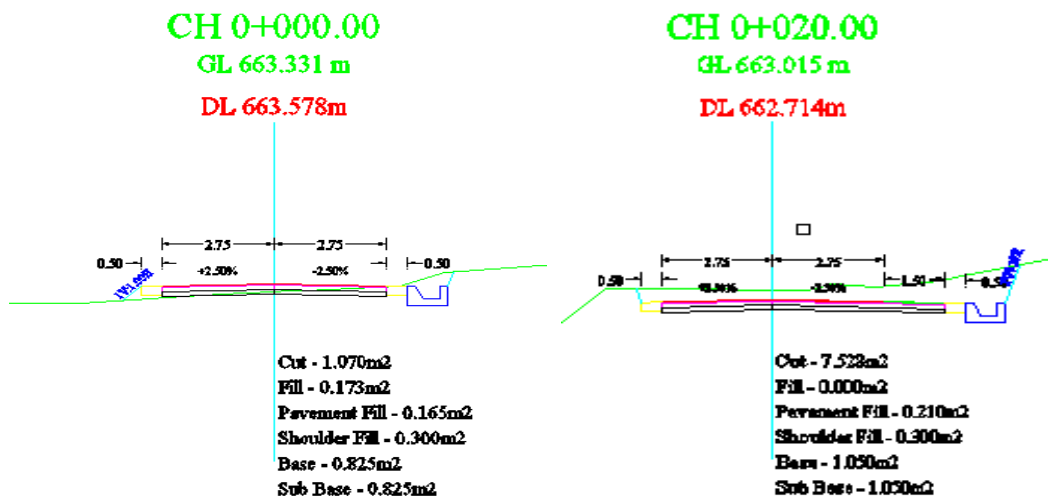 CH 0+000.00
GL 663.331 m
DL 663.578m
2.75 2.75
0.50 0.50
+2.50% -2.50%
Cut - 1.070m2
Fill - 0.173m2
Pavement Fill - 0.165m2
Shoulder Fill - 0.300m2
Base - 0.825m2
Sub Base - 0.825m2
CH 0+020.00
GL 663.015 m
DL 662.714m
2.75 2.75
0.50 1.50 0.50
-2.50%
Cut - 7.528m2
Fill - 0.000m2
Pavement Fill - 0.210m2
Shoulder Fill - 0.300m2
Base - 1.050m2
Sub Base - 1.050m2